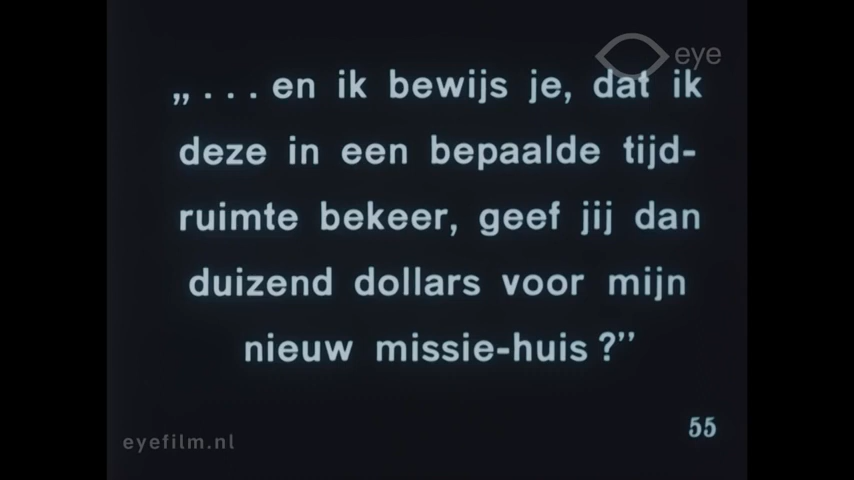 eye
„... en ik bewijs je, dat ik
deze in een bepaalde tijd-
ruimte bekeer, geef jij dan
duizend dollars voor mijn
nieuw missie-huis?”
55
eyefilm.nl